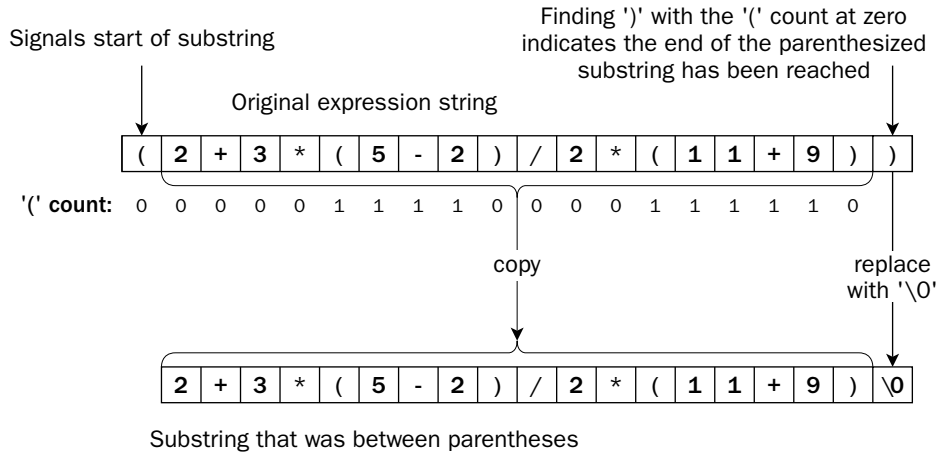 Finding ')' with the '(' count at zero
Signals start of substring
indicates the end of the parenthesized
substring has been reached
Original expression string
( 2 + 3 * ( 5 - 2 ) / 2 * ( 1 1 + 9 ) )
'(' count: 0 0 0 0 0 1 1 1 1 0 0 0 0 1 1 1 1 1 0
copy
replace
with '\0'
2 + 3 * ( 5 - 2 ) / 2 * ( 1 1 + 9 ) \0
Substring that was between parentheses